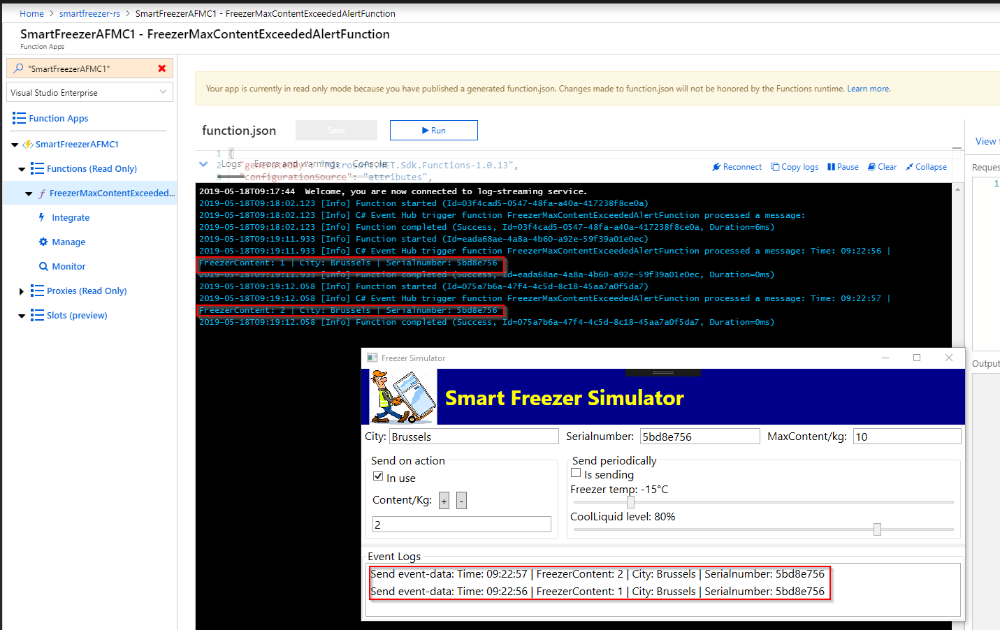 Home > smartfreezer-rs > SmartFreezerAFMC1 - FreezerMaxContentExceededAlertFunction
SmartFreezerAFMC1 - FreezerMaxContentExceededAlertFunction
Function Apps
"SmartFreezerAFMC1"
Visual Studio Enterprise
Function Apps
SmartFreezerAFMC1
Functions (Read Only)
FreezerMaxContentExceeded...
Integrate
Manage
Monitor
Proxies (Read Only)
Slots (preview)
Your app is currently in read only mode because you have published a generated function.json. Changes made to function.json will not be honored by the Functions runtime. Learn more.
function.json
Save
Run
View
1 {
Logs Errors and warnings Console
Reconnect Copy logs Pause Clear Collapse
2 "generatedBy": "Microsoft.NET.Sdk.Functions-1.0.13",
3 "configurationSource": "attributes",
Reques
1
Output
2019-05-18T09:17:44 Welcome, you are now connected to log-streaming service.
2019-05-18T09:18:02.123 [Info] Function started (Id=03f4cad5-0547-48fa-a40a-417238f8ce0a)
2019-05-18T09:18:02.123 [Info] C# Event Hub trigger function FreezerMaxContentExceededAlertFunction processed a message:
2019-05-18T09:18:02.123 [Info] Function completed (Success, Id=03f4cad5-0547-48fa-a40a-417238f8ce0a, Duration=6ms)
2019-05-18T09:19:11.933 [Info] Function started (Id=eada68ae-4a8a-4b60-a92e-59f39a01e0ec)
2019-05-18T09:19:11.933 [Info] C# Event Hub trigger function FreezerMaxContentExceededAlertFunction processed a message: Time: 09:22:56 |
FreezerContent: 1 | City: Brussels | Serialnumber: 5bd8e756
2019-05-18T09:19:11.933 [Info] Function completed (Success, Id=eada68ae-4a8a-4b60-a92e-59f39a01e0ec, Duration=0ms)
2019-05-18T09:19:12.058 [Info] Function started (Id=075a7b6a-47f4-4c5d-8c18-45aa7a0f5da7)
2019-05-18T09:19:12.058 [Info] C# Event Hub trigger function FreezerMaxContentExceededAlertFunction processed a message: Time: 09:22:57 |
FreezerContent: 2 | City: Brussels | Serialnumber: 5bd8e756
2019-05-18T09:19:12.058 [Info] Function completed (Success, Id=075a7b6a-47f4-4c5d-8c18-45aa7a0f5da7, Duration=0ms)
Freezer Simulator
Smart Freezer Simulator
City: Brussels Serialnumber: 5bd8e756 MaxContent/kg: 10
Send on action
In use
Content/Kg: + -
2
Send periodically
Is sending
Freezer temp: -15°C
CoolLiquid level: 80%
Event Logs
Send event-data: Time: 09:22:57 | FreezerContent: 2 | City: Brussels | Serialnumber: 5bd8e756
Send event-data: Time: 09:22:56 | FreezerContent: 1 | City: Brussels | Serialnumber: 5bd8e756